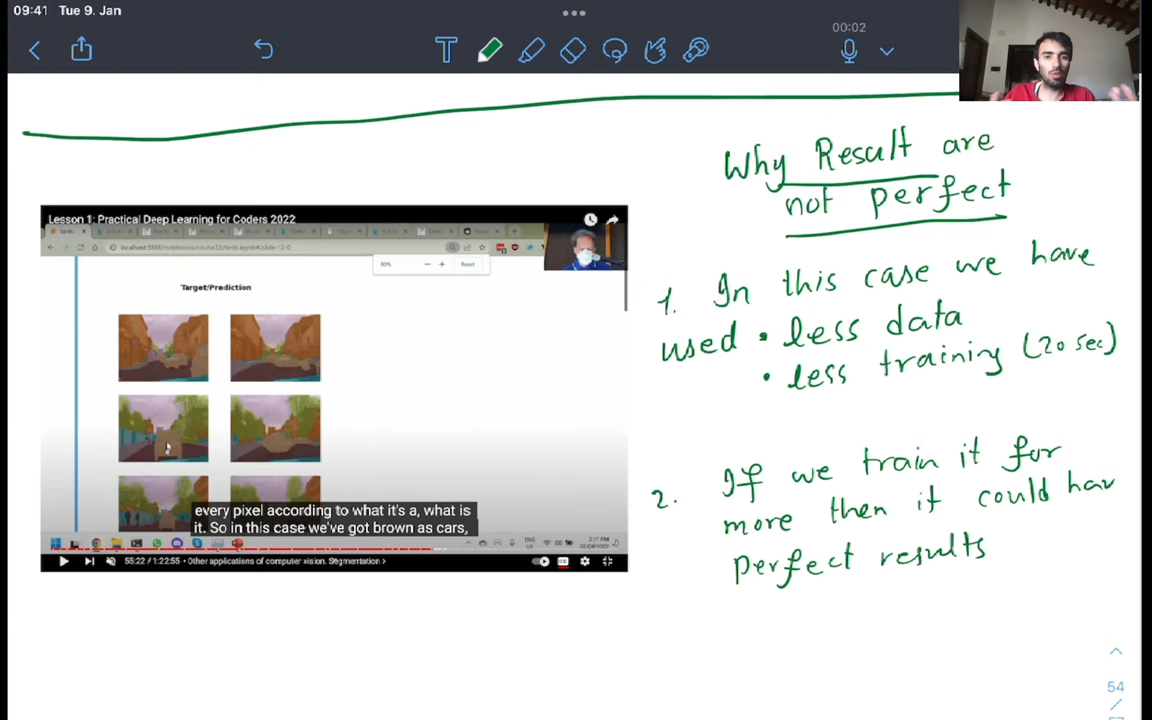 09:41 Tue 9. Jan
00:02
Why Result are
not perfect
Lesson 1: Practical Deep Learning for Coders 2022
80%
Reset
Target/Prediction
1. In this case we have
used • less data
• less training (20 sec)
every pixel according to what it's a, what is
it. So in this case we've got brown as cars,
55:22 / 1:22:55 • Other applications of computer vision. Segmentation >
2. If we train it for
more then it could hav
perfect results
54